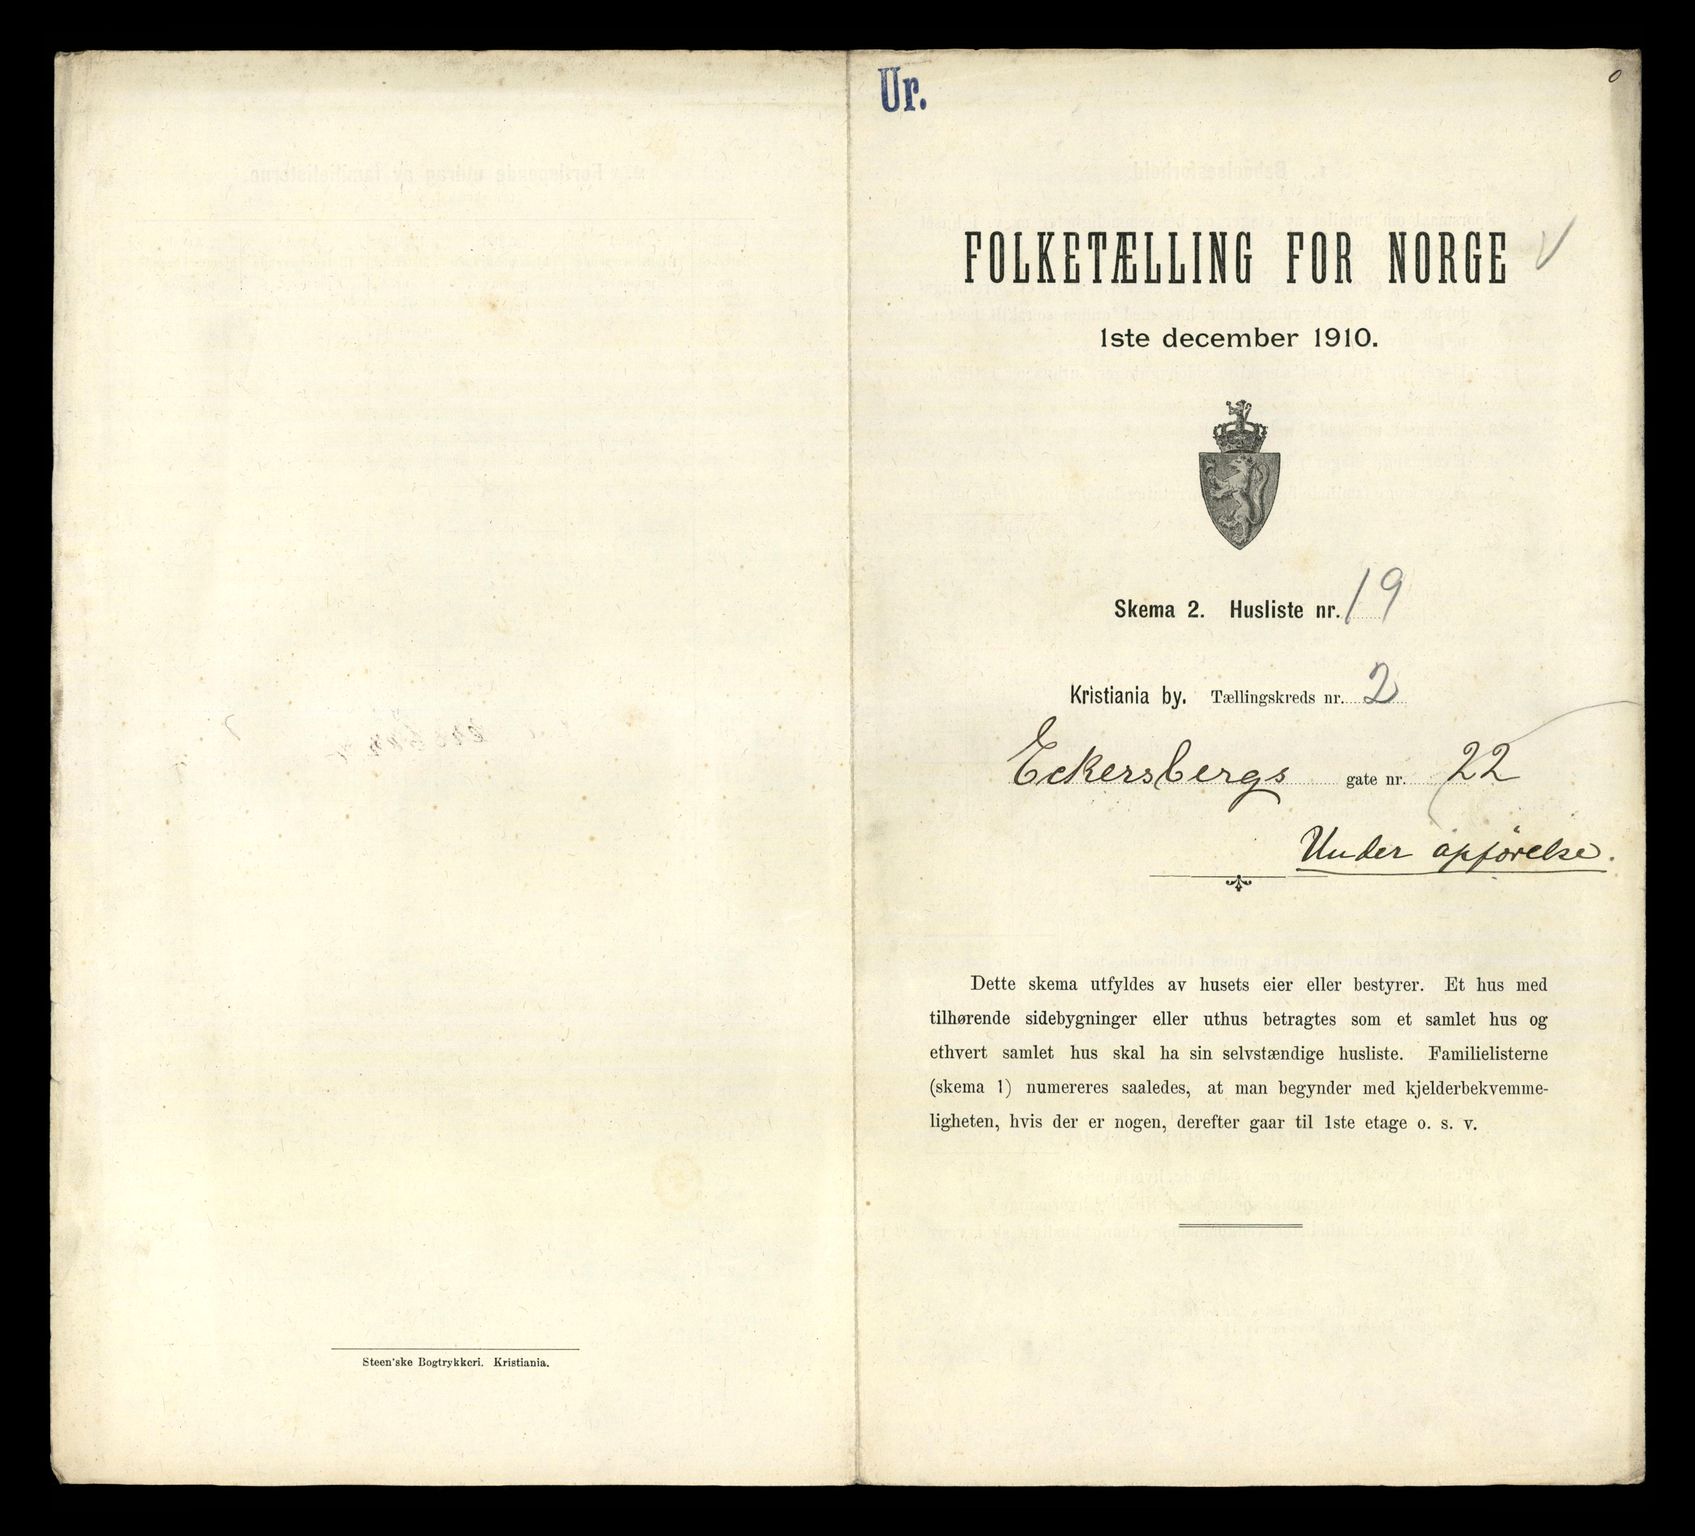 Ur.
0
FOLKETÆLLING FOR NORGE
1ste december 1910.
Skema 2. Husliste nr. 19
Kristiania by. Tællingskreds nr. 2
Eckersbergs gate nr. 22
Under opførelse.
Dette skema utfyldes av husets eier eller bestyrer. Et hus med
tilhørende sidebygninger eller uthus betragtes som et samlet hus og
ethvert samlet hus skal ha sin selvstændige husliste. Familielisterne
(skema 1) numereres saaledes, at man begynder med kjelderbekvemme-
ligheten, hvis der er nogen, derefter gaar til 1ste etage o. s. v.
Steen'ske Bogtrykkeri. Kristiania.